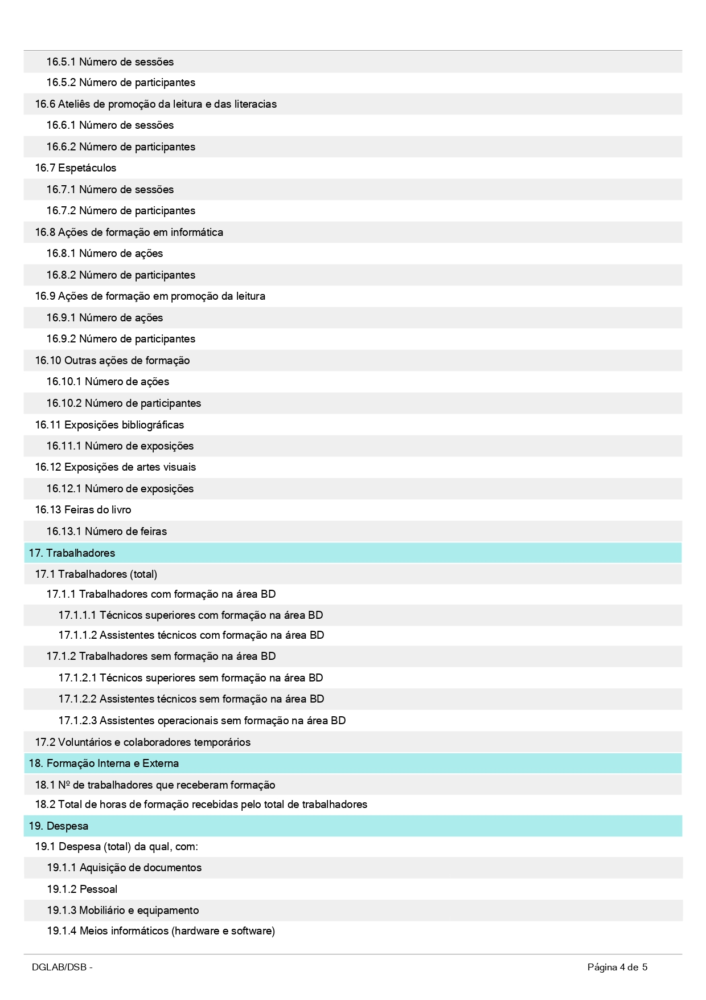 16.5.1 Número de sessões
16.5.2 Número de participantes
16.6 Ateliês de promoção da leitura e das literacias
16.6.1 Número de sessões
16.6.2 Número de participantes
16.7 Espetáculos
16.7.1 Número de sessões
16.7.2 Número de participantes
16.8 Ações de formação em informática
16.8.1 Número de ações
16.8.2 Número de participantes
16.9 Ações de formação em promoção da leitura
16.9.1 Número de ações
16.9.2 Número de participantes
16.10 Outras ações de formação
16.10.1 Número de ações
16.10.2 Número de participantes
16.11 Exposições bibliográficas
16.11.1 Número de exposições
16.12 Exposições de artes visuais
16.12.1 Número de exposições
16.13 Feiras do livro
16.13.1 Número de feiras
17. Trabalhadores
17.1 Trabalhadores (total)
17.1.1 Trabalhadores com formação na área BD
17.1.1.1 Técnicos superiores com formação na área BD
17.1.1.2 Assistentes técnicos com formação na área BD
17.1.2 Trabalhadores sem formação na área BD
17.1.2.1 Técnicos superiores sem formação na área BD
17.1.2.2 Assistentes técnicos sem formação na área BD
17.1.2.3 Assistentes operacionais sem formação na área BD
17.2 Voluntários e colaboradores temporários
18. Formação Interna e Externa
18.1 Nº de trabalhadores que receberam formação
18.2 Total de horas de formação recebidas pelo total de trabalhadores
19. Despesa
19.1 Despesa (total) da qual, com:
19.1.1 Aquisição de documentos
19.1.2 Pessoal
19.1.3 Mobiliário e equipamento
19.1.4 Meios informáticos (hardware e software)
DGLAB/DSB - Página 4 de 5